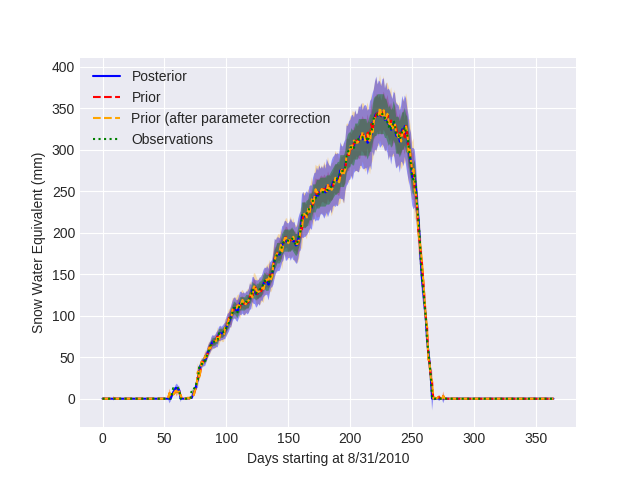 400
350
300
250
200
150
100
50
0
Snow Water Equivalent (mm)
Posterior
Prior
Prior (after parameter correction
Observations
0 50 100 150 200 250 300 350
Days starting at 8/31/2010